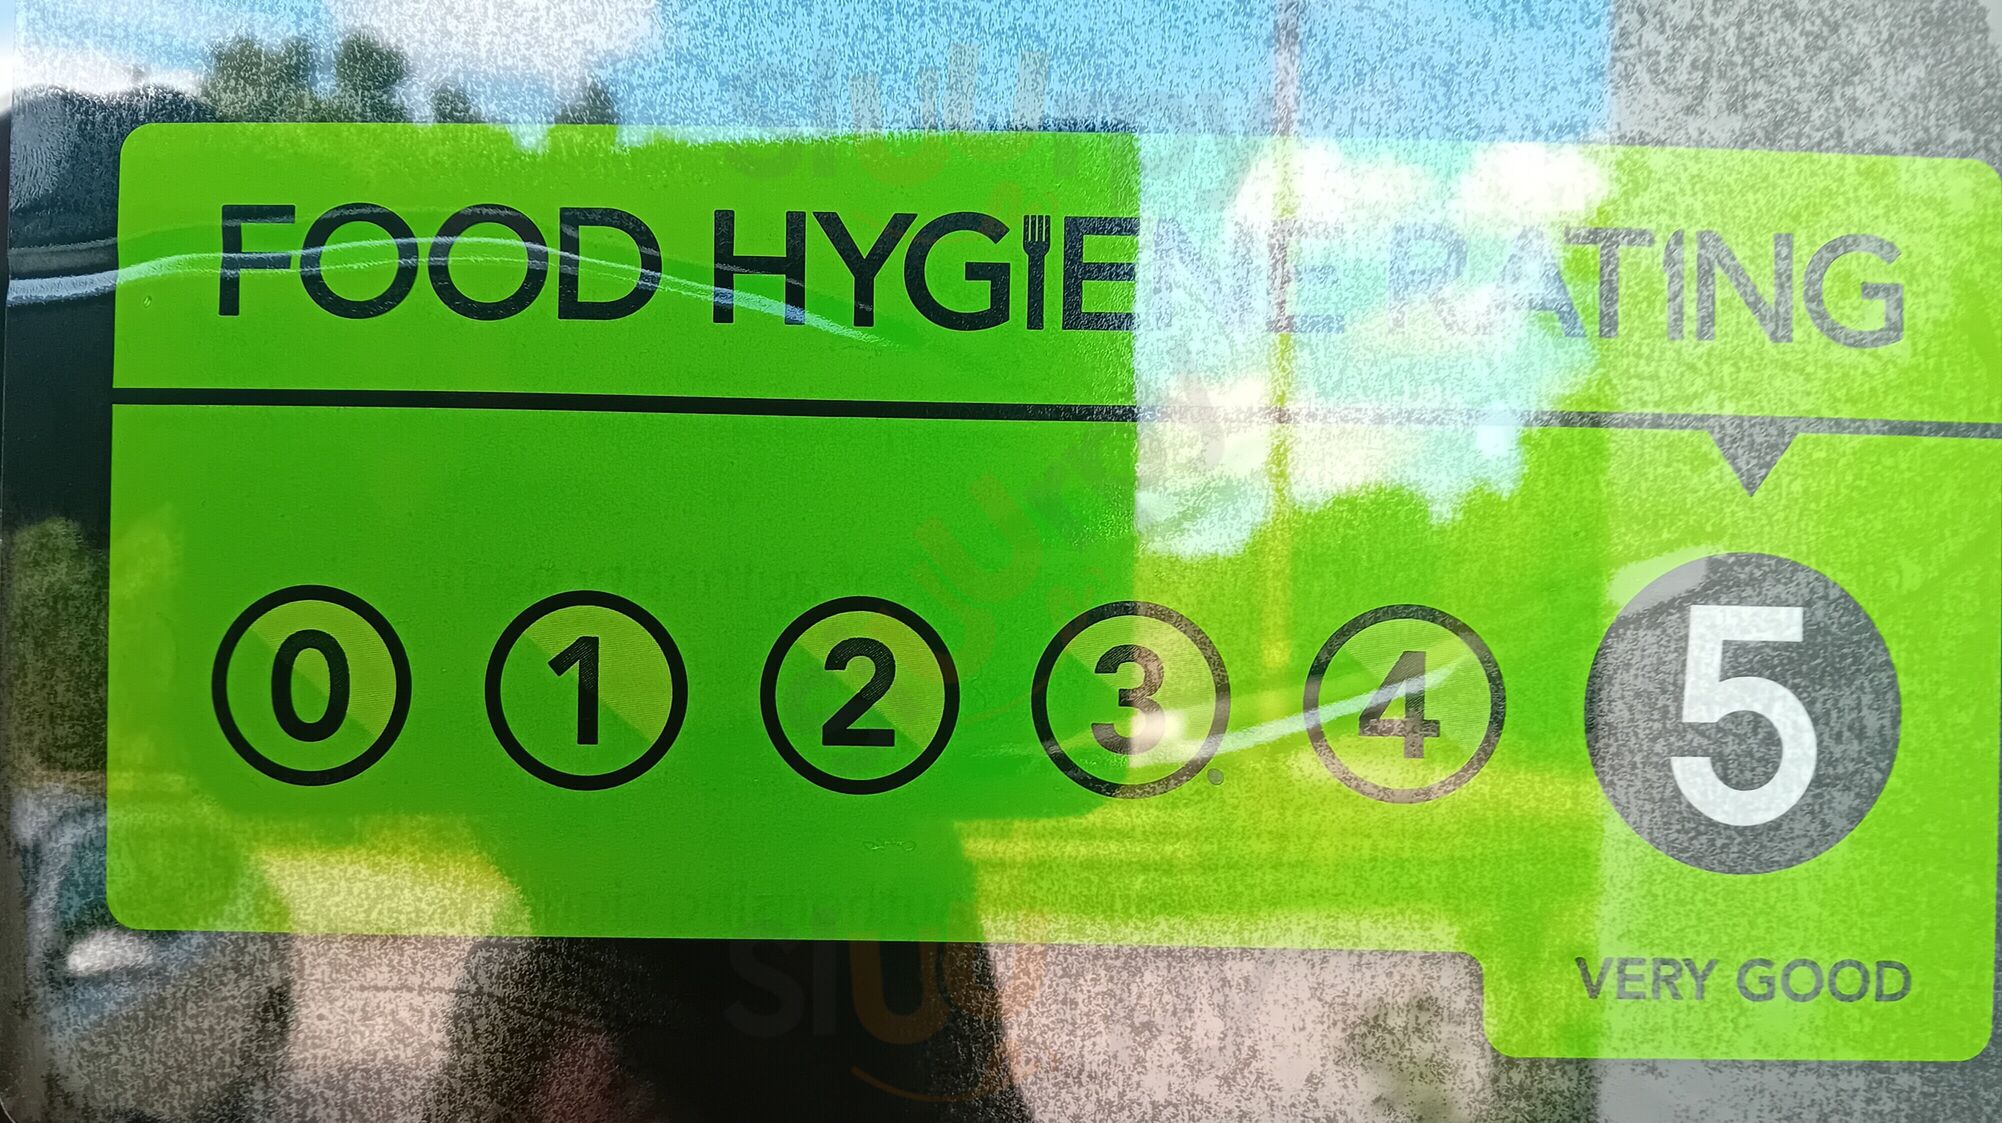 FOOD HYGIENE RATING
0 1 2 3 4 5
VERY GOOD